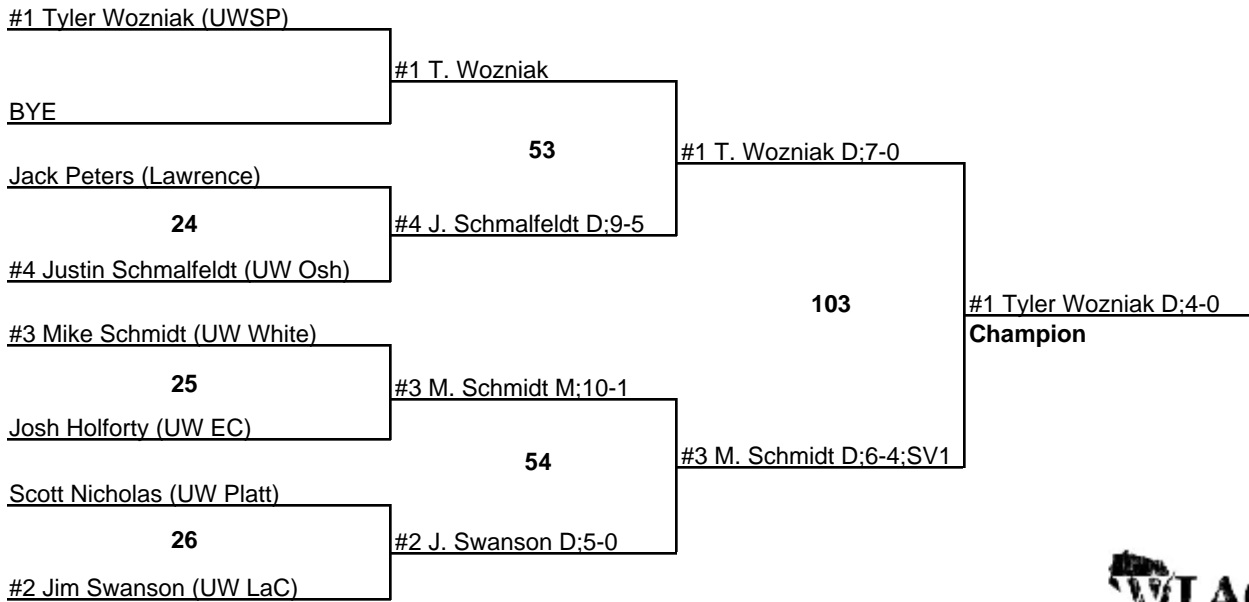 #1 Tyler Wozniak (UWSP)
#1 T. Wozniak
BYE
53
#1 T. Wozniak D;7-0
Jack Peters (Lawrence)
24
#4 J. Schmalfeldt D;9-5
#4 Justin Schmalfeldt (UW Osh)
103
#1 Tyler Wozniak D;4-0
Champion
#3 Mike Schmidt (UW White)
25
#3 M. Schmidt M;10-1
Josh Holforty (UW EC)
54
#3 M. Schmidt D;6-4;SV1
Scott Nicholas (UW Platt)
26
#2 J. Swanson D;5-0
#2 Jim Swanson (UW LaC)